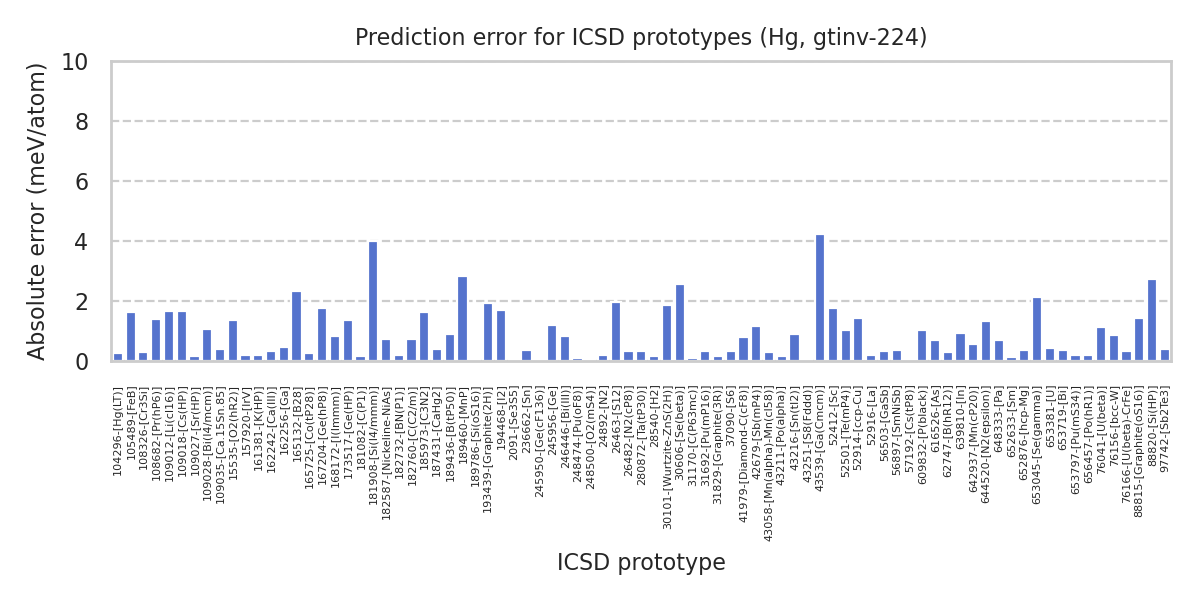 Prediction error for ICSD prototypes (Hg, gtinv-224)
Absolute error (meV/atom)
10
8
6
4
2
0
104296-[Hg(LT)]
105489-[FeB]
108326-[Cr3Si]
108682-[Pr(hP6)]
109012-[Li(cI16)]
109018-[Cs(HP)]
109027-[Sr(HP)]
109028-[Bi(I4/mcm)]
109035-[Ca.15Sn.85]
15535-[O2(hR2)]
157920-[IrV]
161381-[K(HP)]
162242-[Ca(III)]
162256-[Ga]
165132-[B28]
165725-[Co(tP28)]
167204-[Ge(hP8)]
168172-[I(Immm)]
173517-[Ge(HP)]
181082-[C(P1)]
181908-[Si(I4/mmm)]
182587-[Nickeline-NiAs]
182732-[BN(P1)]
182760-[C(C2/m)]
185973-[C3N2]
187431-[CaHg2]
189436-[B(tP50)]
189460-[MnP]
189786-[Si(oS16)]
193439-[Graphite(2H)]
194468-[I2]
2091-[Se3S5]
236662-[Sn]
245950-[Ge(cF136)]
245956-[Ge]
246446-[Bi(III)]
248474-[Pu(oF8)]
248500-[O2(mS4)]
24892-[N2]
26463-[S12]
26482-[N2(cP8)]
280872-[Ta(tP30)]
28540-[H2]
30101-[Wurtzite-ZnS(2H)]
30606-[Se(beta)]
31170-[C(P63mc)]
31692-[Pu(mP16)]
31829-[Graphite(3R)]
37090-[S6]
41979-[Diamond-C(cF8)]
42679-[Sb(mP4)]
43058-[Mn(alpha)-Mn(cI58)]
43211-[Po(alpha)]
43216-[Sn(tI2)]
43251-[S8(Fddd)]
43539-[Ga(Cmcm)]
52412-[Sc]
52501-[Te(mP4)]
52914-[ccp-Cu]
52916-[La]
56503-[GaSb]
56897-[SmNiSb]
57192-[Cs(tP8)]
609832-[P(black)]
616526-[As]
62747-[B(hR12)]
639810-[In]
642937-[Mn(cP20)]
644520-[N2(epsilon)]
648333-[Pa]
652633-[Sm]
652876-[hcp-Mg]
653045-[Se(gamma)]
653381-[U]
653719-[Bi]
653797-[Pu(mS34)]
656457-[Po(hR1)]
76041-[U(beta)]
76156-[bcc-W]
76166-[U(beta)-CrFe]
88815-[Graphite(oS16)]
88820-[Si(HP)]
97742-[Sb2Te3]
ICSD prototype